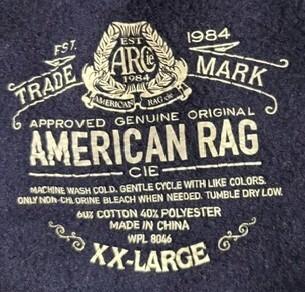 EST. 1984
TRADE MARK
EST.
ARCie
1984
AMERICAN RAG CIE
APPROVED GENUINE ORIGINAL
AMERICAN RAG
CIE
MACHINE WASH COLD. GENTLE CYCLE WITH LIKE COLORS.
ONLY NON-CHLORINE BLEACH WHEN NEEDED. TUMBLE DRY LOW.
60% COTTON 40% POLYESTER
MADE IN CHINA
WPL 8046
XX-LARGE